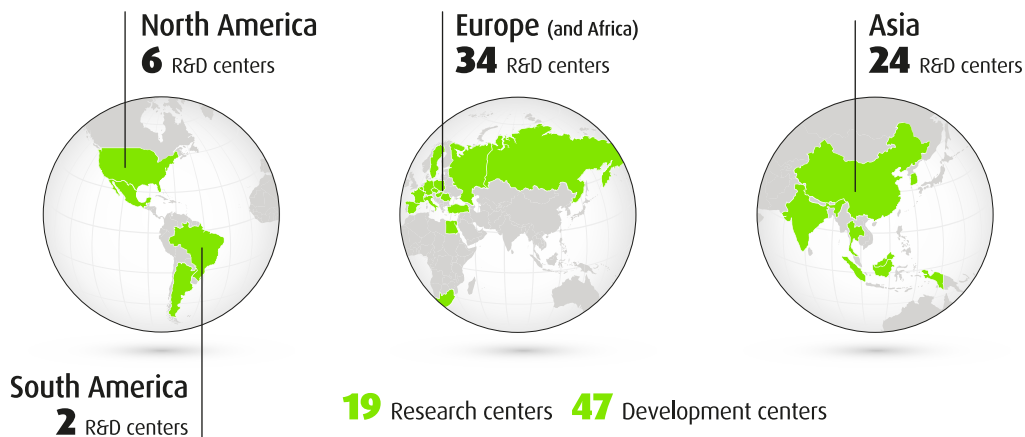 North America
6 R&D centers
Europe (and Africa)
34 R&D centers
Asia
24 R&D centers
South America
2 R&D centers
19 Research centers 47 Development centers